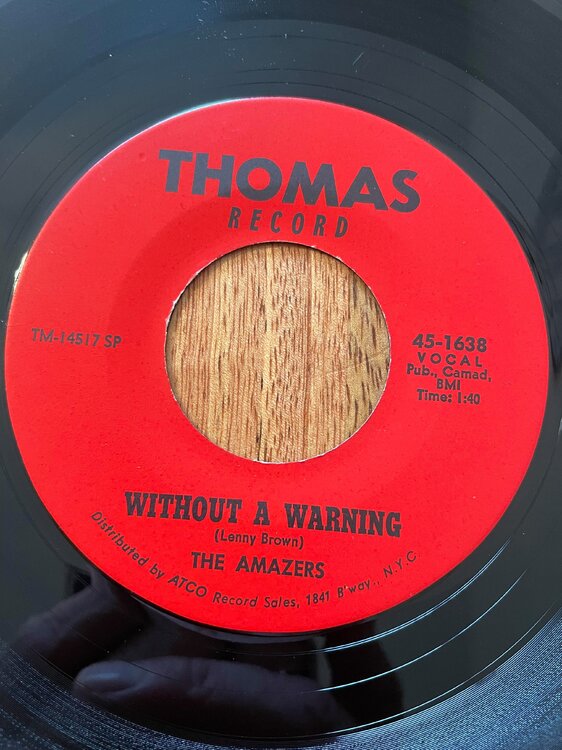 THOMAS
RECORD
TM-14517 SP
45-1638
VOCAL
Pub., Camad,
BMI
Time: 1:40
WITHOUT A WARNING
(Lenny Brown)
THE AMAZERS
Distributed by ATCO Record Sales, 1841 B'way., N.Y.C.